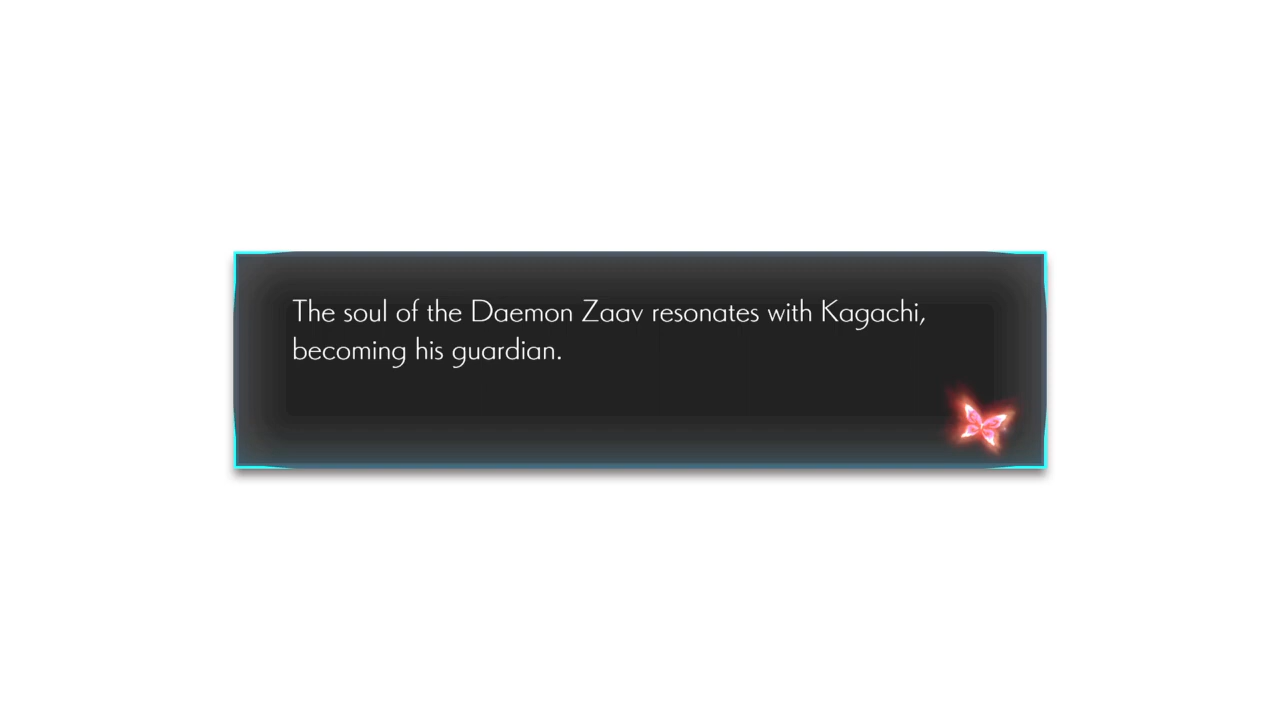 The soul of the Daemon Zaav resonates with Kagachi,
becoming his guardian.